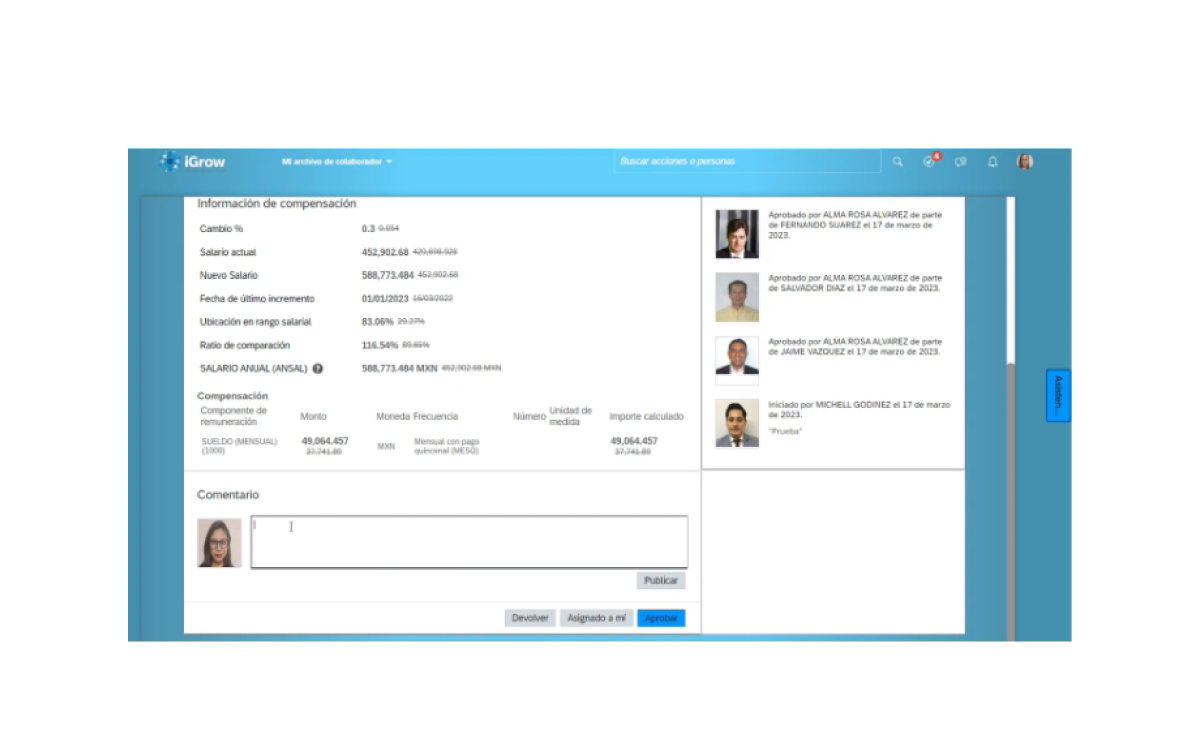 iGrow
Mi archivo de colaborador
Buscar acciones o personas
4
Información de compensación
Cambio % 0.3 0.054
Salario actual 452,902.68 429,698.928
Nuevo Salario 588,773.484 452,902.68
Fecha de último incremento 01/01/2023 16/03/2022
Ubicación en rango salarial 83.06% 29.27%
Ratio de comparación 116.54% 89.65%
SALARIO ANUAL (ANSAL) ? 588,773.484 MXN 452,902.68 MXN
Compensación
Componente de remuneración Monto Moneda Frecuencia Número Unidad de medida Importe calculado
SUELDO (MENSUAL) 49,064.457 MXN Mensual con pago 49,064.457
(1000) 37,741.89 quincenal (MESQ) 37,741.89
Comentario
Publicar
Devolver Asignado a mí Aprobar
Aprobado por ALMA ROSA ALVAREZ de parte
de FERNANDO SUAREZ el 17 de marzo de
2023.
Aprobado por ALMA ROSA ALVAREZ de parte
de SALVADOR DIAZ el 17 de marzo de 2023.
Aprobado por ALMA ROSA ALVAREZ de parte
de JAIME VAZQUEZ el 17 de marzo de 2023.
Iniciado por MICHELL GODINEZ el 17 de marzo
de 2023.
"Prueba"
Asisten...